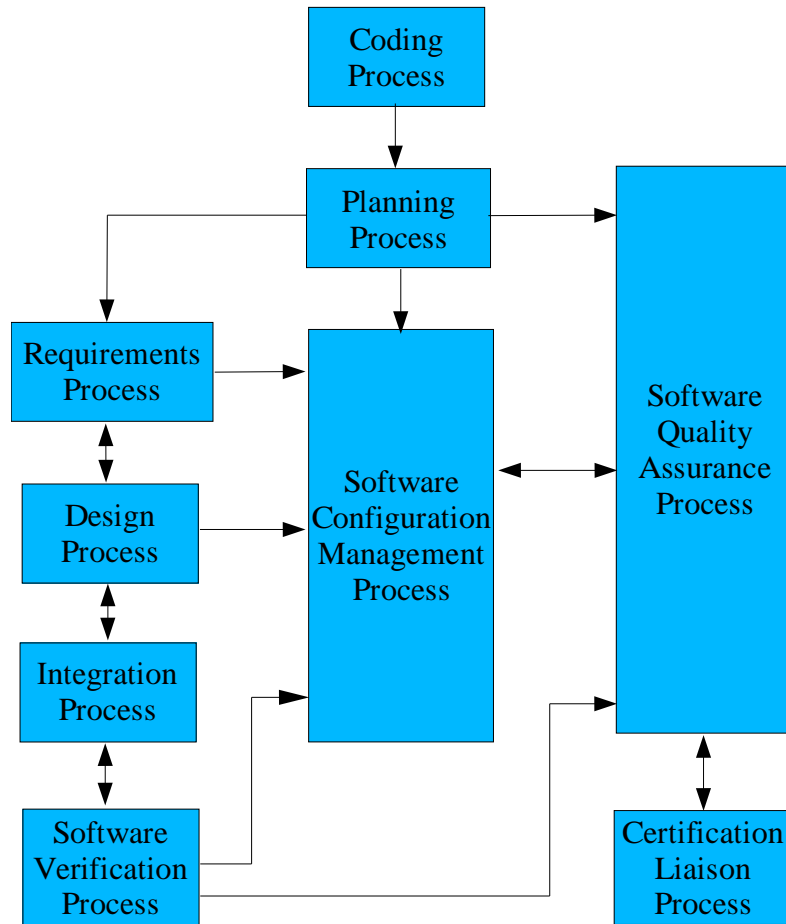 Coding
Process
Planning
Process
Requirements
Process
Software
Quality
Assurance
Process
Software
Configuration
Management
Process
Design
Process
Integration
Process
Software
Verification
Process
Certification
Liaison
Process